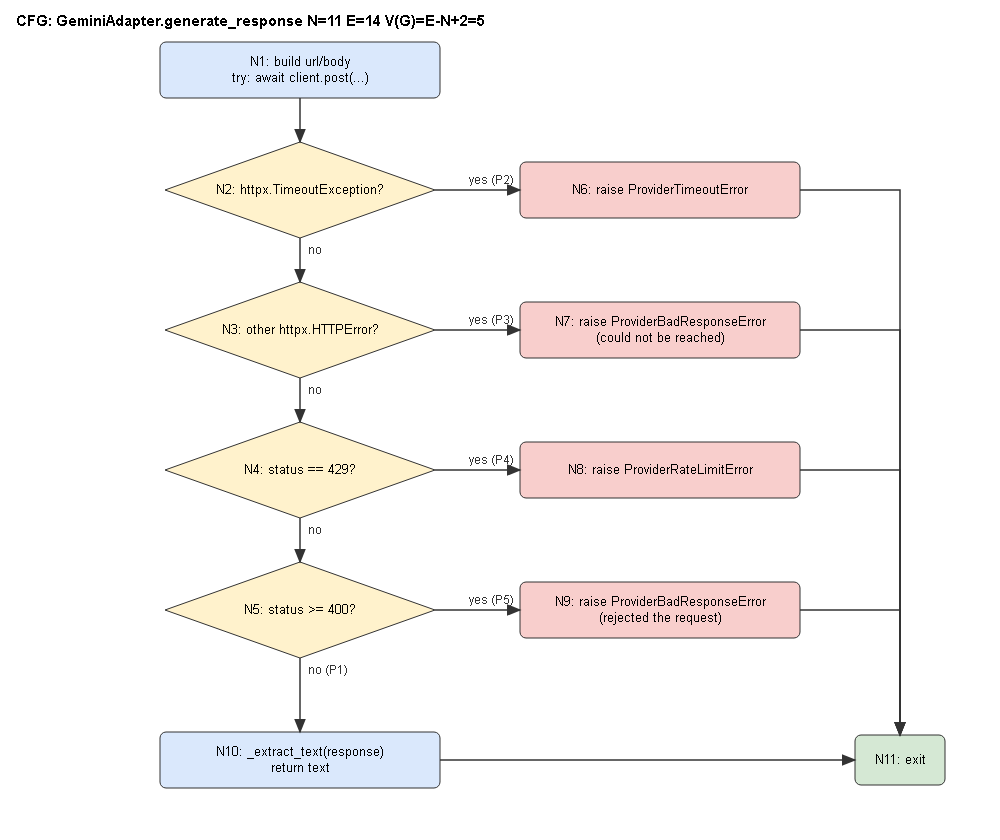 CFG: GeminiAdapter.generate_response N=11 E=14 V(G)=E-N+2=5
N1: build url/body
try: await client.post(...)
N2: httpx.TimeoutException?
yes (P2)
N6: raise ProviderTimeoutError
no
N3: other httpx.HTTPError?
yes (P3)
N7: raise ProviderBadResponseError
(could not be reached)
no
N4: status == 429?
yes (P4)
N8: raise ProviderRateLimitError
no
N5: status >= 400?
yes (P5)
N9: raise ProviderBadResponseError
(rejected the request)
no (P1)
N10: _extract_text(response)
return text
N11: exit